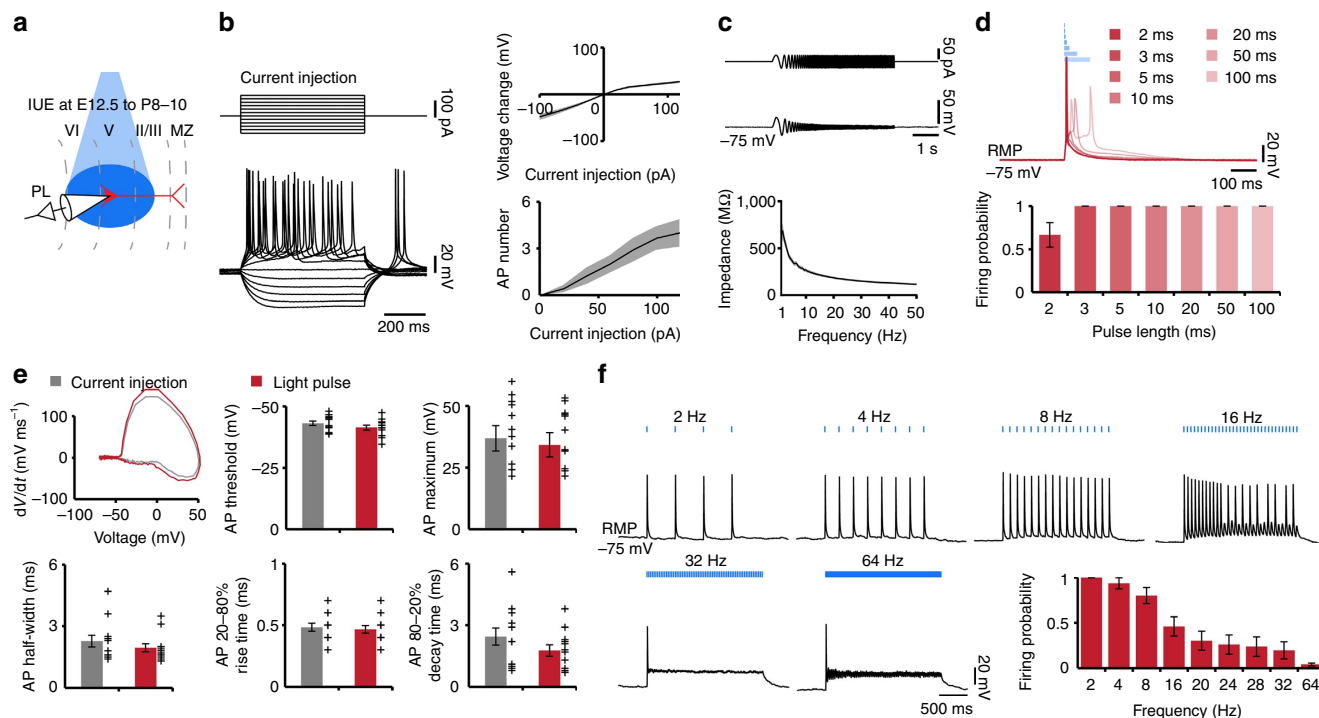 a
IUE at E12.5 to P8–10
VI V II/III MZ
PL
b
Current injection
100 pA
20 mV
200 ms
Voltage change (mV)
100
–100 0 100
–100
Current injection (pA)
AP number
6
3
0
0 50 100
Current injection (pA)
c
50 pA
50 mV
–75 mV
1 s
Impedance (MΩ)
1,000
500
0
1 10 20 30 40 50
Frequency (Hz)
d
2 ms
3 ms
5 ms
10 ms
20 ms
50 ms
100 ms
RMP
–75 mV
20 mV
100 ms
Firing probability
1
0.5
0
2 3 5 10 20 50 100
Pulse length (ms)
e
Current injection
Light pulse
dV/dt (mV ms⁻¹)
100
0
–100
–100 –50 0 50
Voltage (mV)
AP threshold (mV)
–50
–25
0
AP maximum (mV)
50
25
0
AP half-width (ms)
6
3
0
AP 20–80%
rise time (ms)
1
0.5
0
AP 80–20%
decay time (ms)
6
3
0
f
2 Hz
4 Hz
8 Hz
16 Hz
RMP
–75 mV
32 Hz
64 Hz
20 mV
500 ms
Firing probability
1
0.5
0
2 4 8 16 20 24 28 32 64
Frequency (Hz)